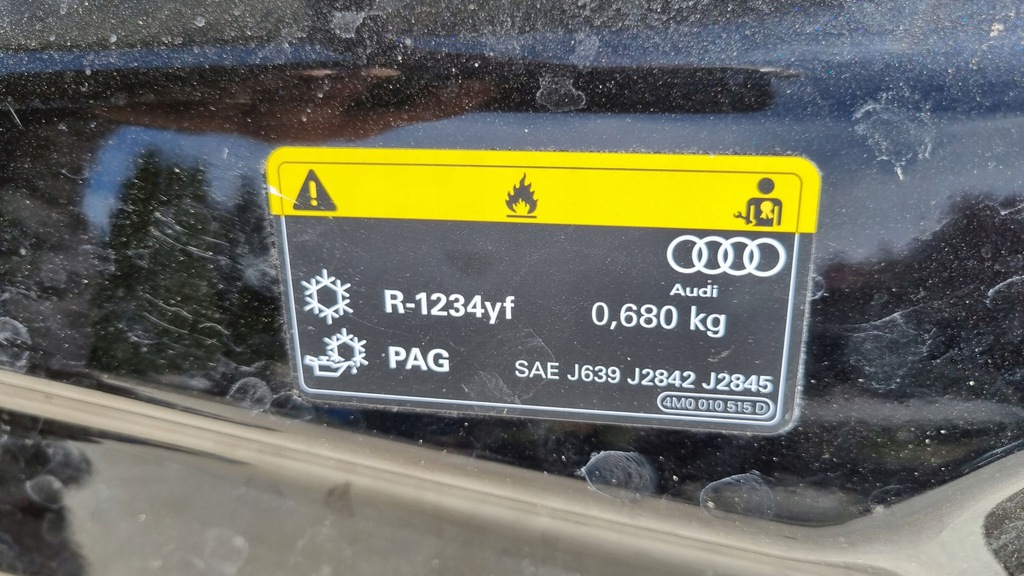 Audi
R-1234yf 0,680 kg
PAG SAE J639 J2842 J2845
4M0 010 515 D